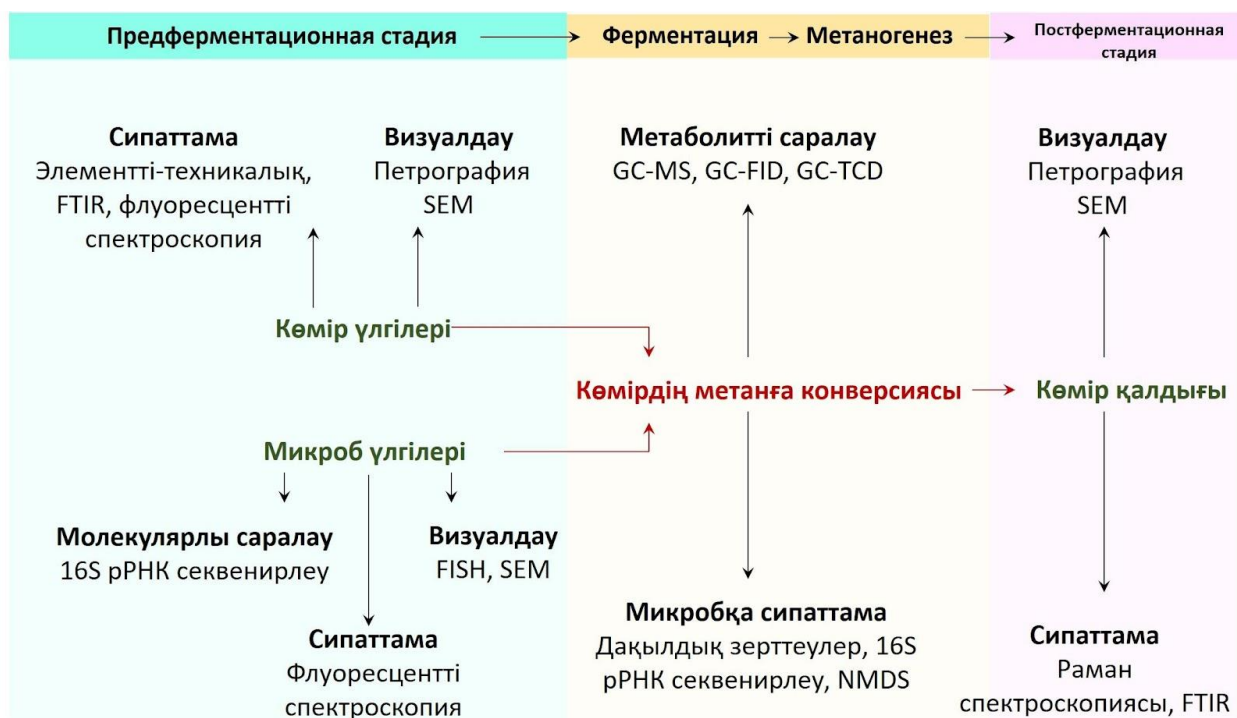 Предферментационная стадия
Ферментация
Метаногенез
Постферментационная
стадия
Сипаттама
Элементті-техникалық,
FTIR, флуоресцентті
спектроскопия
Визуалдау
Петрография
SEM
Метаболитті саралау
GC-MS, GC-FID, GC-TCD
Визуалдау
Петрография
SEM
Көмір үлгілері
Көмірдің метанға конверсиясы
Көмір қалдығы
Микроб үлгілері
Молекулярлы саралау
16S рРНК секвенирлеу
Визуалдау
FISH, SEM
Сипаттама
Флуоресцентті
спектроскопия
Микробқа сипаттама
Дақылдық зерттеулер, 16S
рРНК секвенирлеу, NMDS
Сипаттама
Раман
спектроскопиясы, FTIR